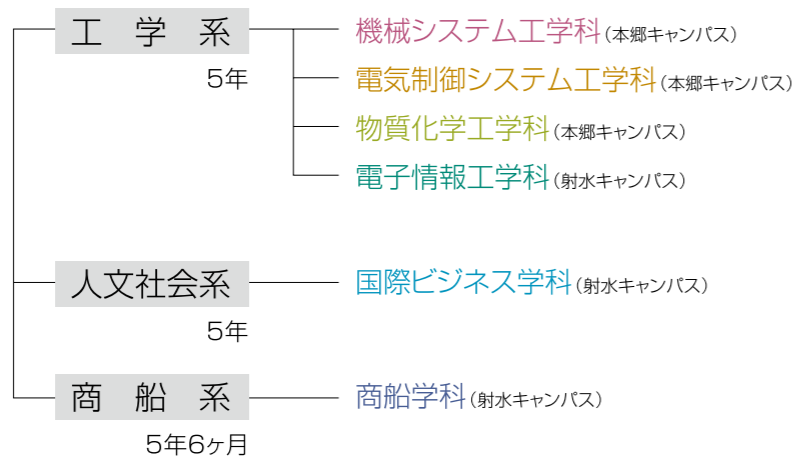 工学系
5年
機械システム工学科(本郷キャンパス)
電気制御システム工学科(本郷キャンパス)
物質化学工学科(本郷キャンパス)
電子情報工学科(射水キャンパス)
人文社会系
5年
国際ビジネス学科(射水キャンパス)
商船系
5年6ヶ月
商船学科(射水キャンパス)